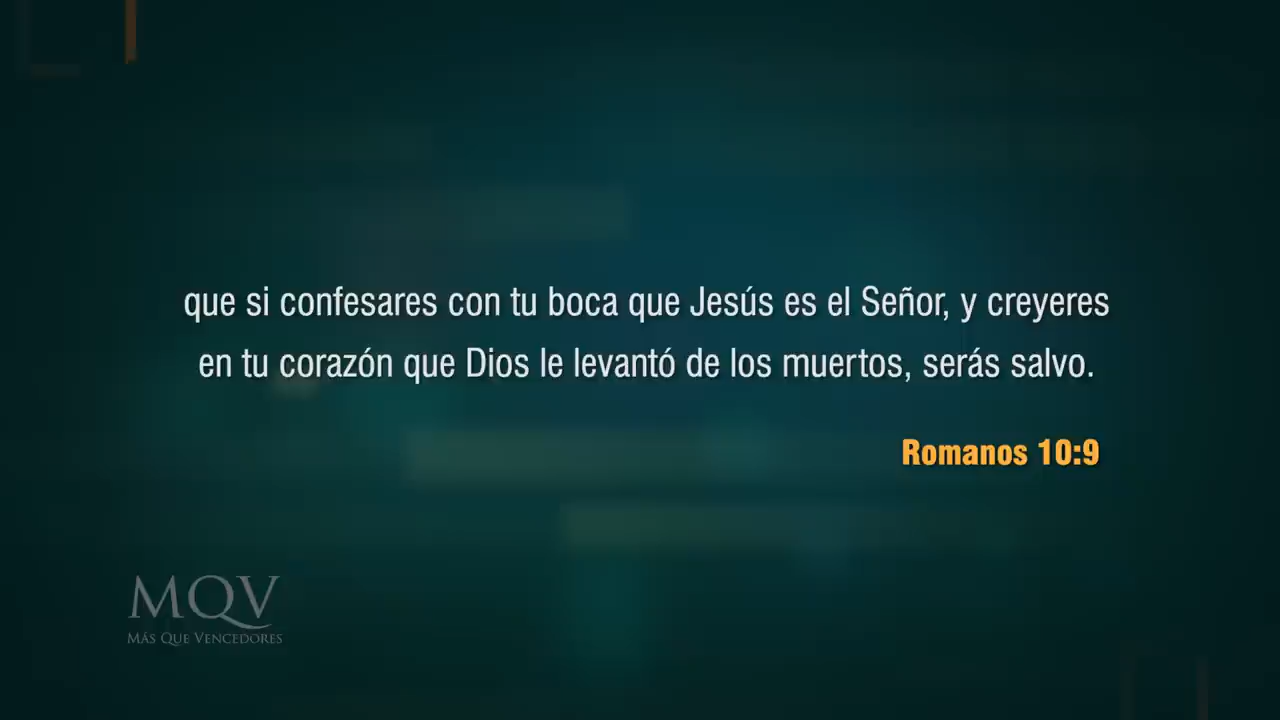 que si confesares con tu boca que Jesús es el Señor, y creyeres
en tu corazón que Dios le levantó de los muertos, serás salvo.
Romanos 10:9
MQV
MÁS QUE VENCEDORES